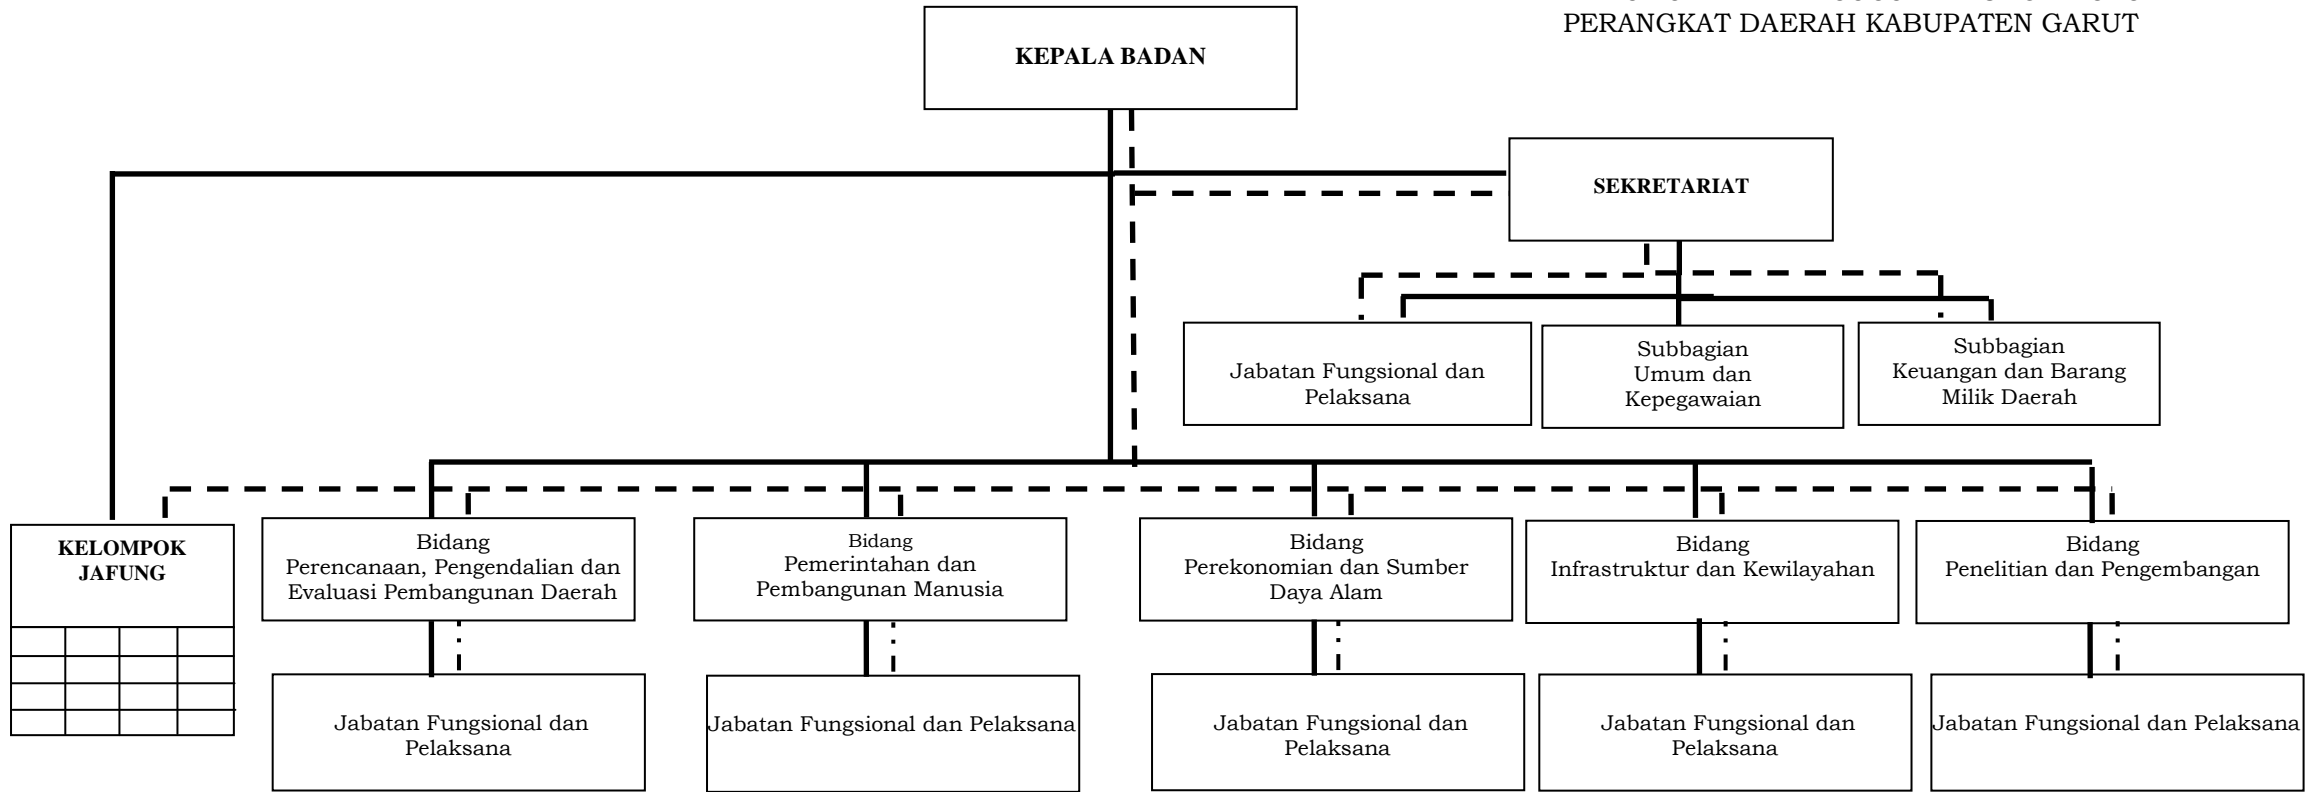 PERANGKAT DAERAH KABUPATEN GARUT
KEPALA BADAN
SEKRETARIAT
Jabatan Fungsional dan
Pelaksana
Subbagian
Umum dan
Kepegawaian
Subbagian
Keuangan dan Barang
Milik Daerah
KELOMPOK
JAFUNG
Bidang
Perencanaan, Pengendalian dan
Evaluasi Pembangunan Daerah
Bidang
Pemerintahan dan
Pembangunan Manusia
Bidang
Perekonomian dan Sumber
Daya Alam
Bidang
Infrastruktur dan Kewilayahan
Bidang
Penelitian dan Pengembangan
Jabatan Fungsional dan
Pelaksana
Jabatan Fungsional dan Pelaksana
Jabatan Fungsional dan
Pelaksana
Jabatan Fungsional dan
Pelaksana
Jabatan Fungsional dan Pelaksana